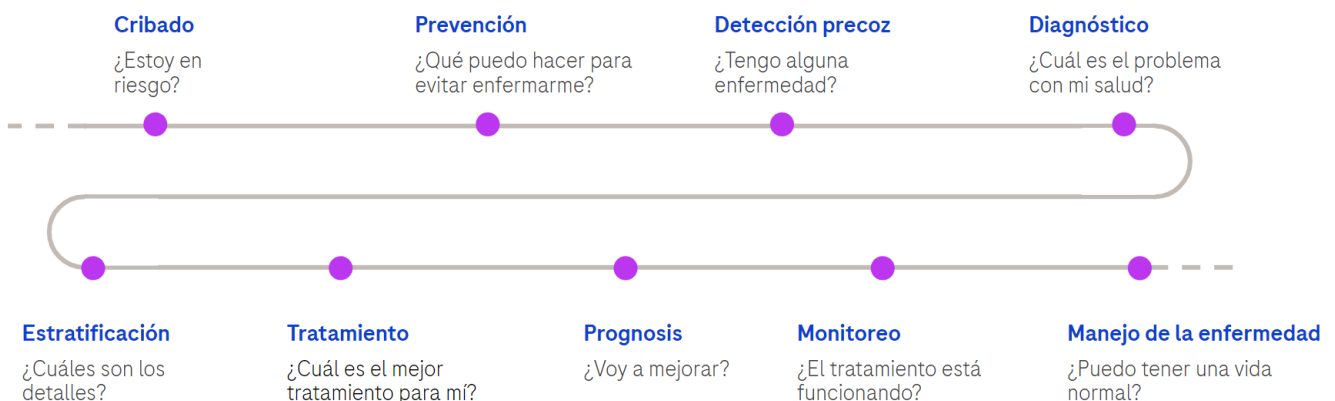 Cribado
¿Estoy en
riesgo?
Prevención
¿Qué puedo hacer para
evitar enfermarme?
Detección precoz
¿Tengo alguna
enfermedad?
Diagnóstico
¿Cuál es el problema
con mi salud?
Estratificación
¿Cuáles son los
detalles?
Tratamiento
¿Cuál es el mejor
tratamiento para mí?
Prognosis
¿Voy a mejorar?
Monitoreo
¿El tratamiento está
funcionando?
Manejo de la enfermedad
¿Puedo tener una vida
normal?